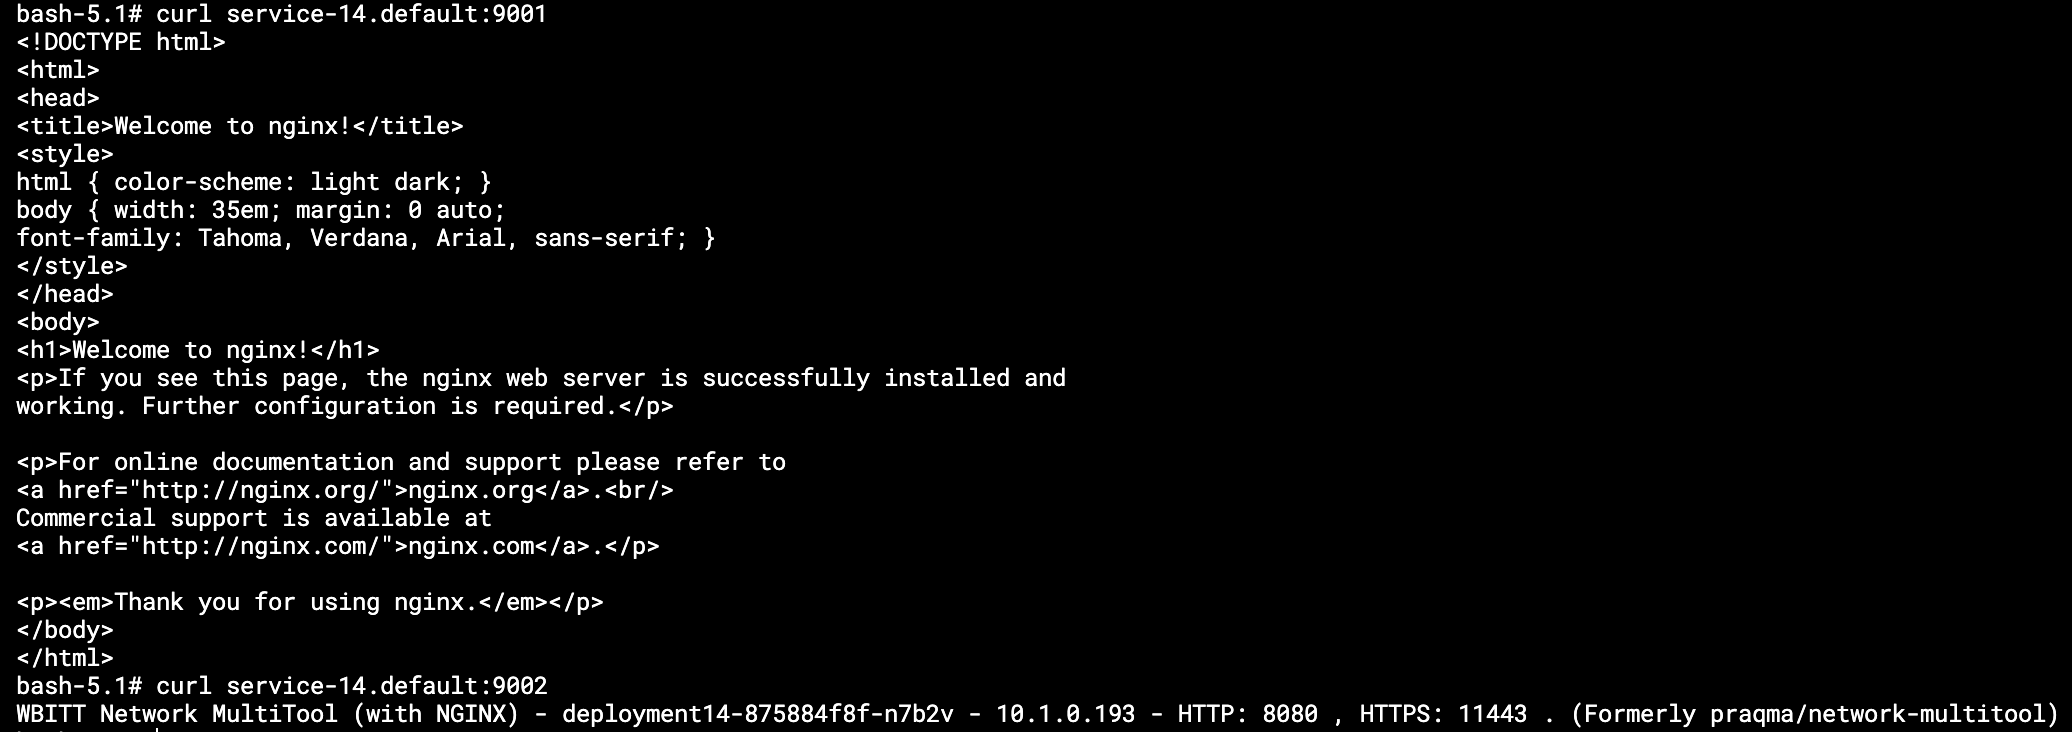 bash-5.1# curl service-14.default:9001
<!DOCTYPE html>
<html>
<head>
<title>Welcome to nginx!</title>
<style>
html { color-scheme: light dark; }
body { width: 35em; margin: 0 auto;
font-family: Tahoma, Verdana, Arial, sans-serif; }
</style>
</head>
<body>
<h1>Welcome to nginx!</h1>
<p>If you see this page, the nginx web server is successfully installed and
working. Further configuration is required.</p>

<p>For online documentation and support please refer to
<a href="http://nginx.org/">nginx.org</a>.<br/>
Commercial support is available at
<a href="http://nginx.com/">nginx.com</a>.</p>

<p><em>Thank you for using nginx.</em></p>
</body>
</html>
bash-5.1# curl service-14.default:9002
WBITT Network MultiTool (with NGINX) - deployment14-875884f8f-n7b2v - 10.1.0.193 - HTTP: 8080 , HTTPS: 11443 . (Formerly praqma/network-multitool)